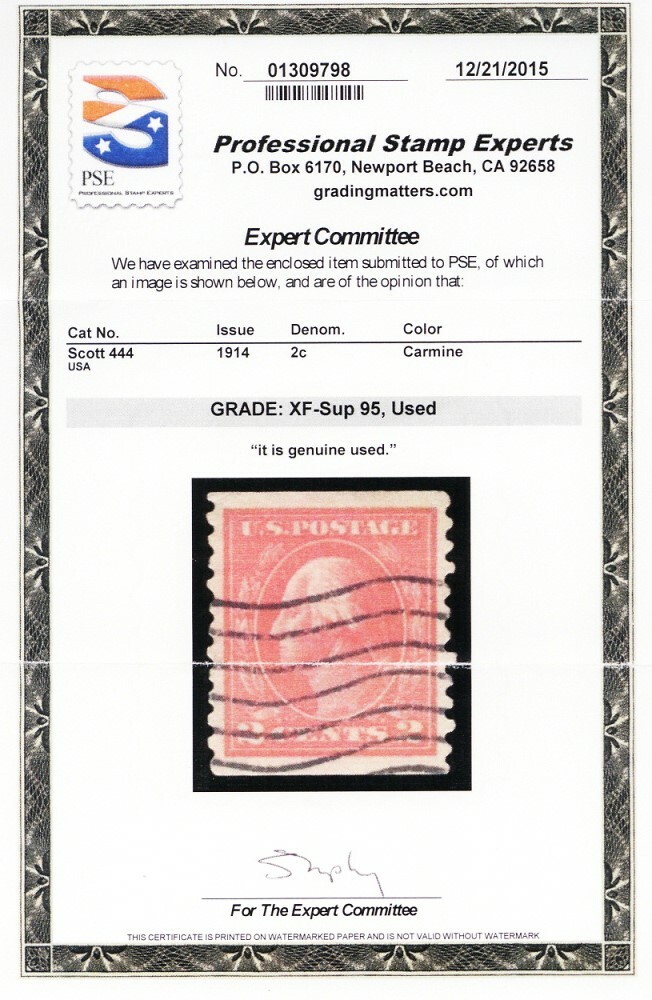 No. 01309798 12/21/2015
PSE
PROFESSIONAL STAMP EXPERTS
Professional Stamp Experts
P.O. Box 6170, Newport Beach, CA 92658
gradingmatters.com
Expert Committee
We have examined the enclosed item submitted to PSE, of which
an image is shown below, and are of the opinion that:
Cat No. Issue Denom. Color
Scott 444 1914 2c Carmine
USA
GRADE: XF-Sup 95, Used
“it is genuine used.”
U.S. POSTAGE
2 CENTS 2
For The Expert Committee
THIS CERTIFICATE IS PRINTED ON WATERMARKED PAPER AND IS NOT VALID WITHOUT WATERMARK